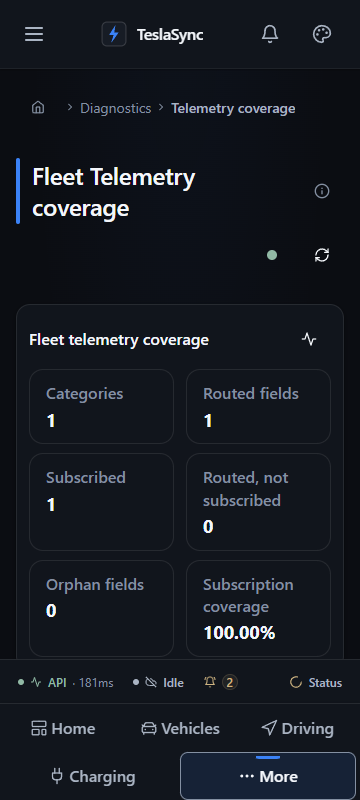 TeslaSync
Diagnostics
Telemetry coverage
Fleet Telemetry
coverage
Fleet telemetry coverage
Categories
1
Routed fields
1
Subscribed
1
Routed, not
subscribed
0
Orphan fields
0
Subscription
coverage
100.00%
API · 181ms
Idle
2
Status
Home
Vehicles
Driving
Charging
More